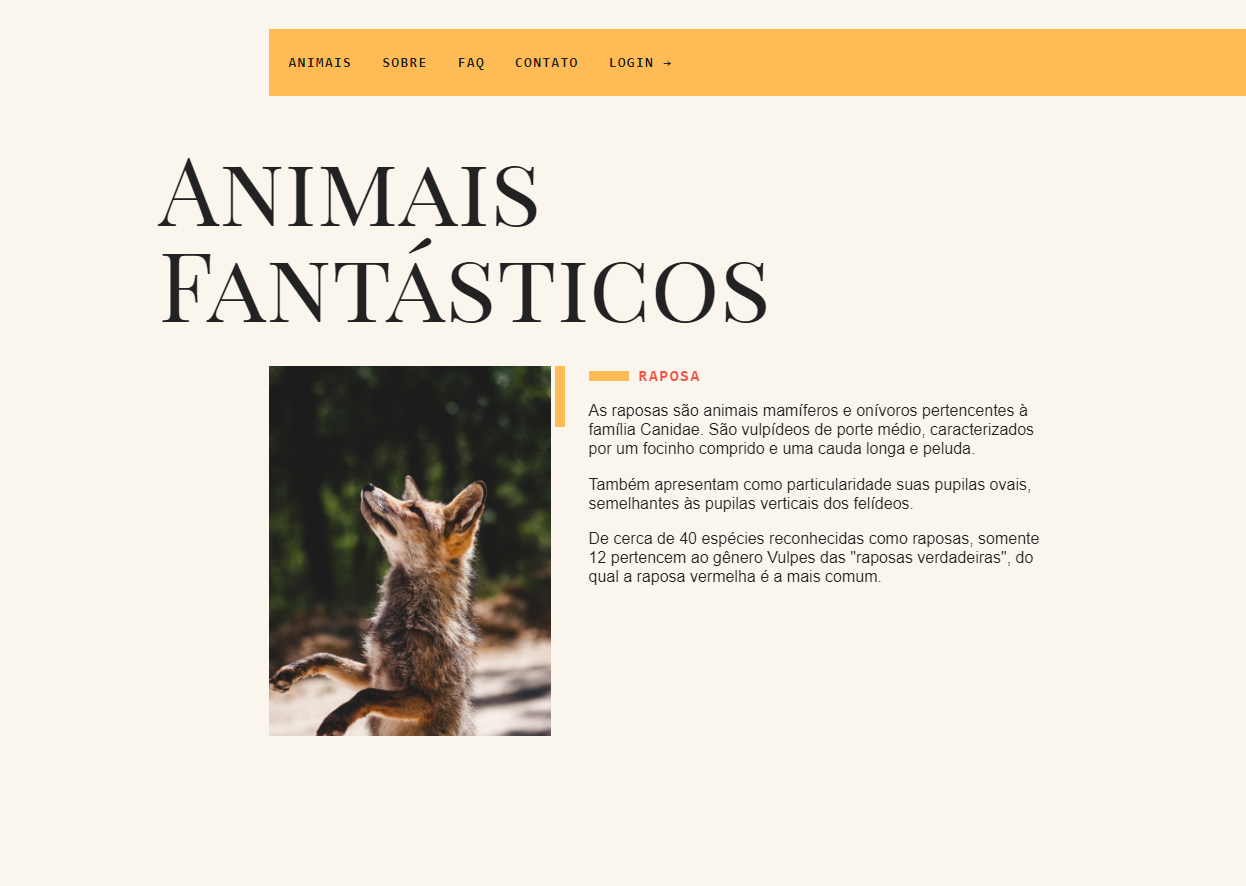 ANIMAIS SOBRE FAQ CONTATO LOGIN →
Animais
Fantásticos
RAPOSA
As raposas são animais mamíferos e onívoros pertencentes à
família Canidae. São vulpídeos de porte médio, caracterizados
por um focinho comprido e uma cauda longa e peluda.
Também apresentam como particularidade suas pupilas ovais,
semelhantes às pupilas verticais dos felídeos.
De cerca de 40 espécies reconhecidas como raposas, somente
12 pertencem ao gênero Vulpes das "raposas verdadeiras", do
qual a raposa vermelha é a mais comum.